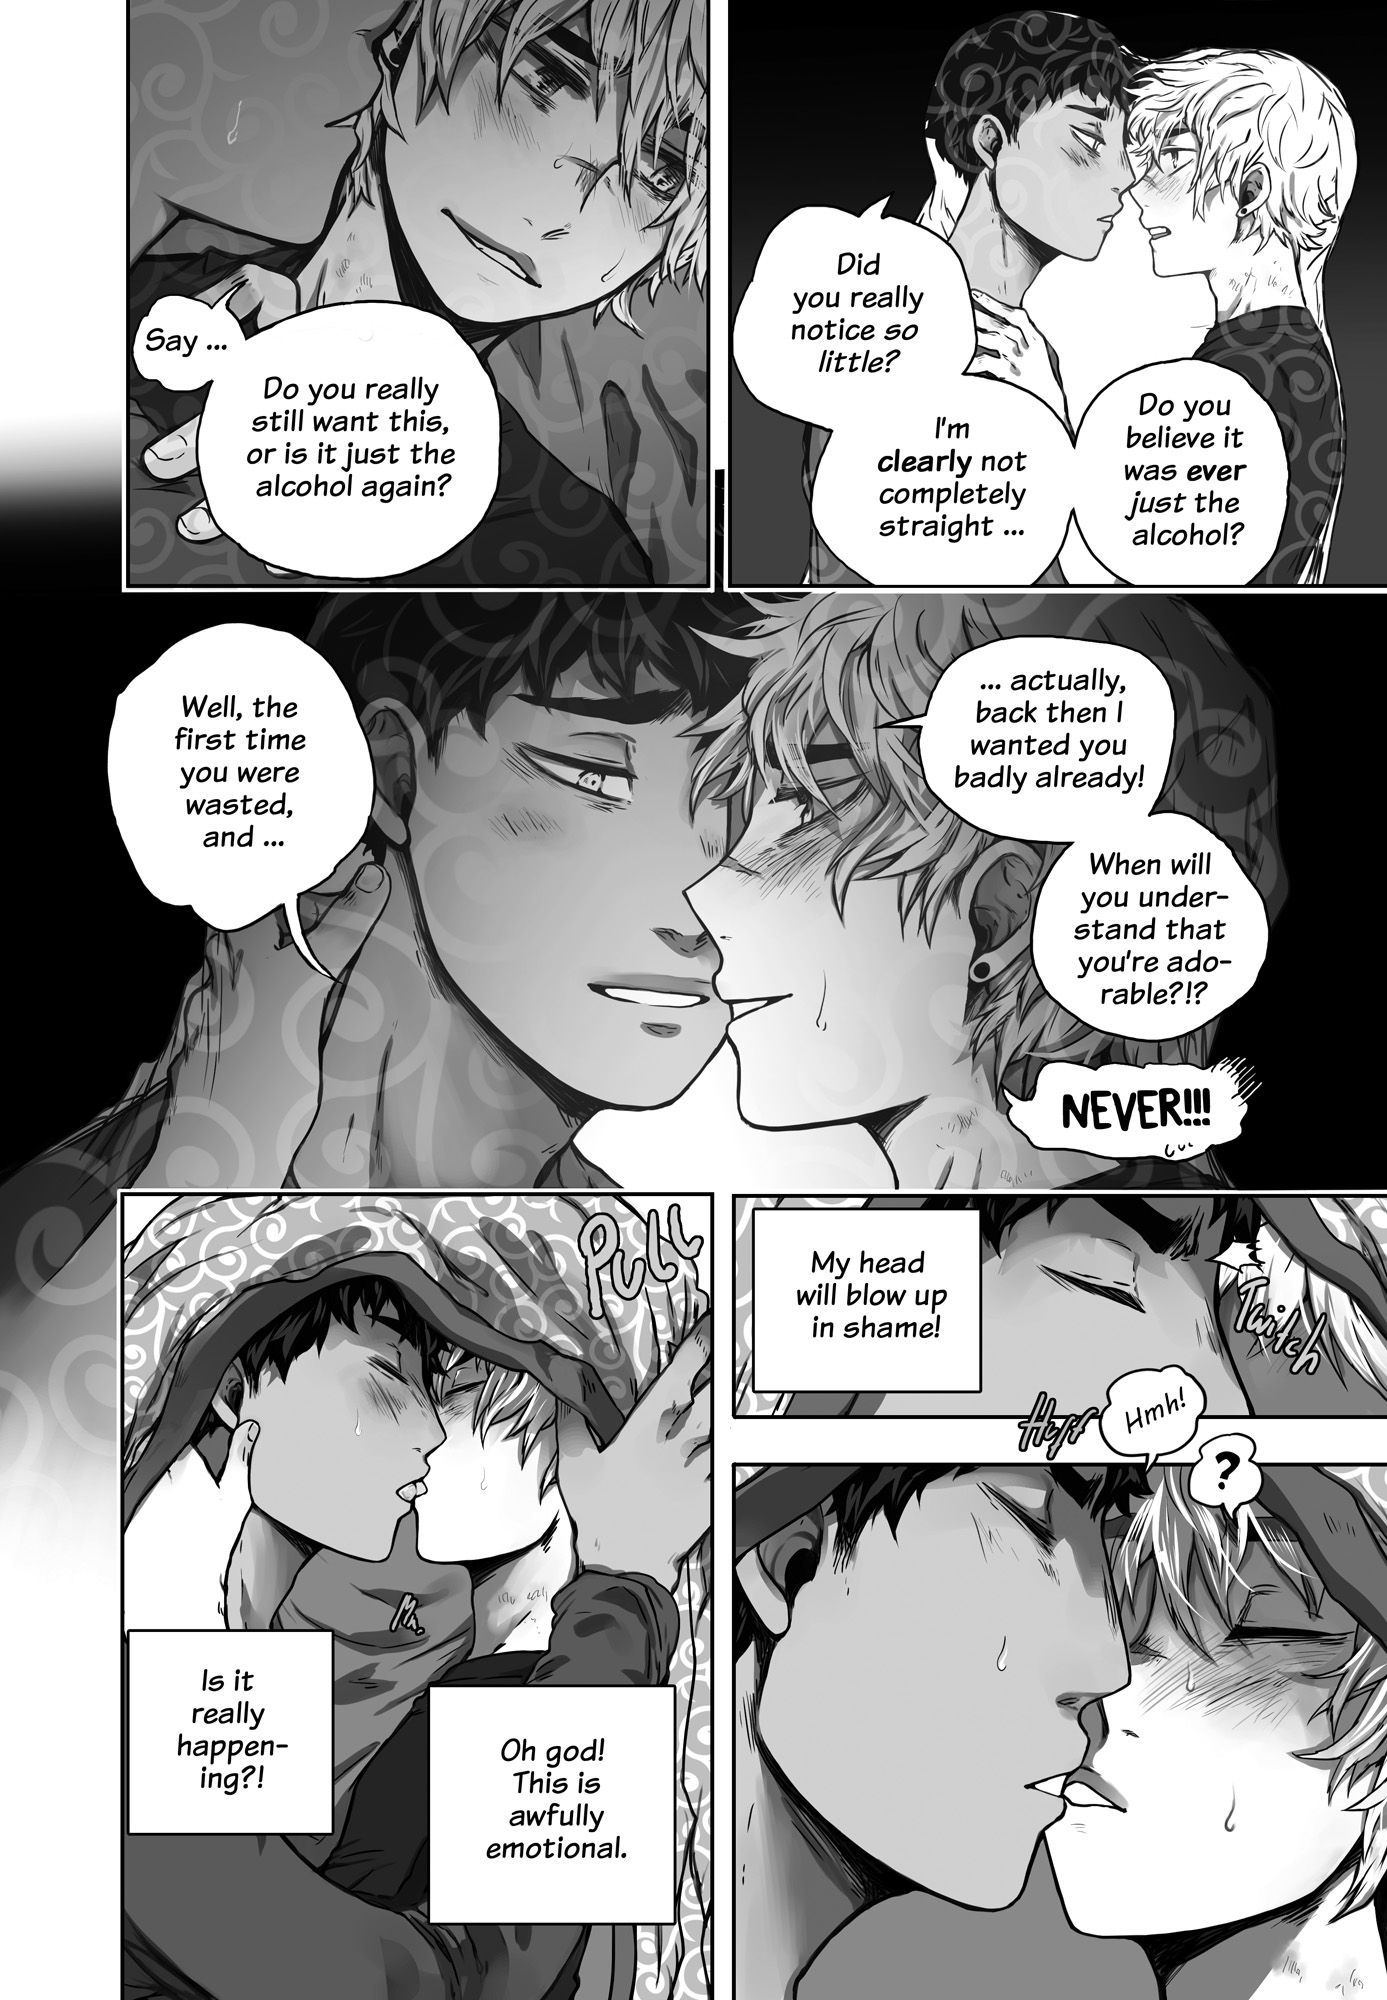 Say ...
Do you really
still want this,
or is it just the
alcohol again?
Did
you really
notice so
little?
I'm
clearly not
completely
straight ...
Do you
believe it
was ever
just the
alcohol?
Well, the
first time
you were
wasted,
and ...
... actually,
back then I
wanted you
badly already!
When will
you under-
stand that
you're ado-
rable?!?
NEVER!!!
PULL
Mh.
Is it
really
happen-
ing?!
Oh god!
This is
awfully
emotional.
My head
will blow up
in shame!
Twitch
Huff
Hmh!
?